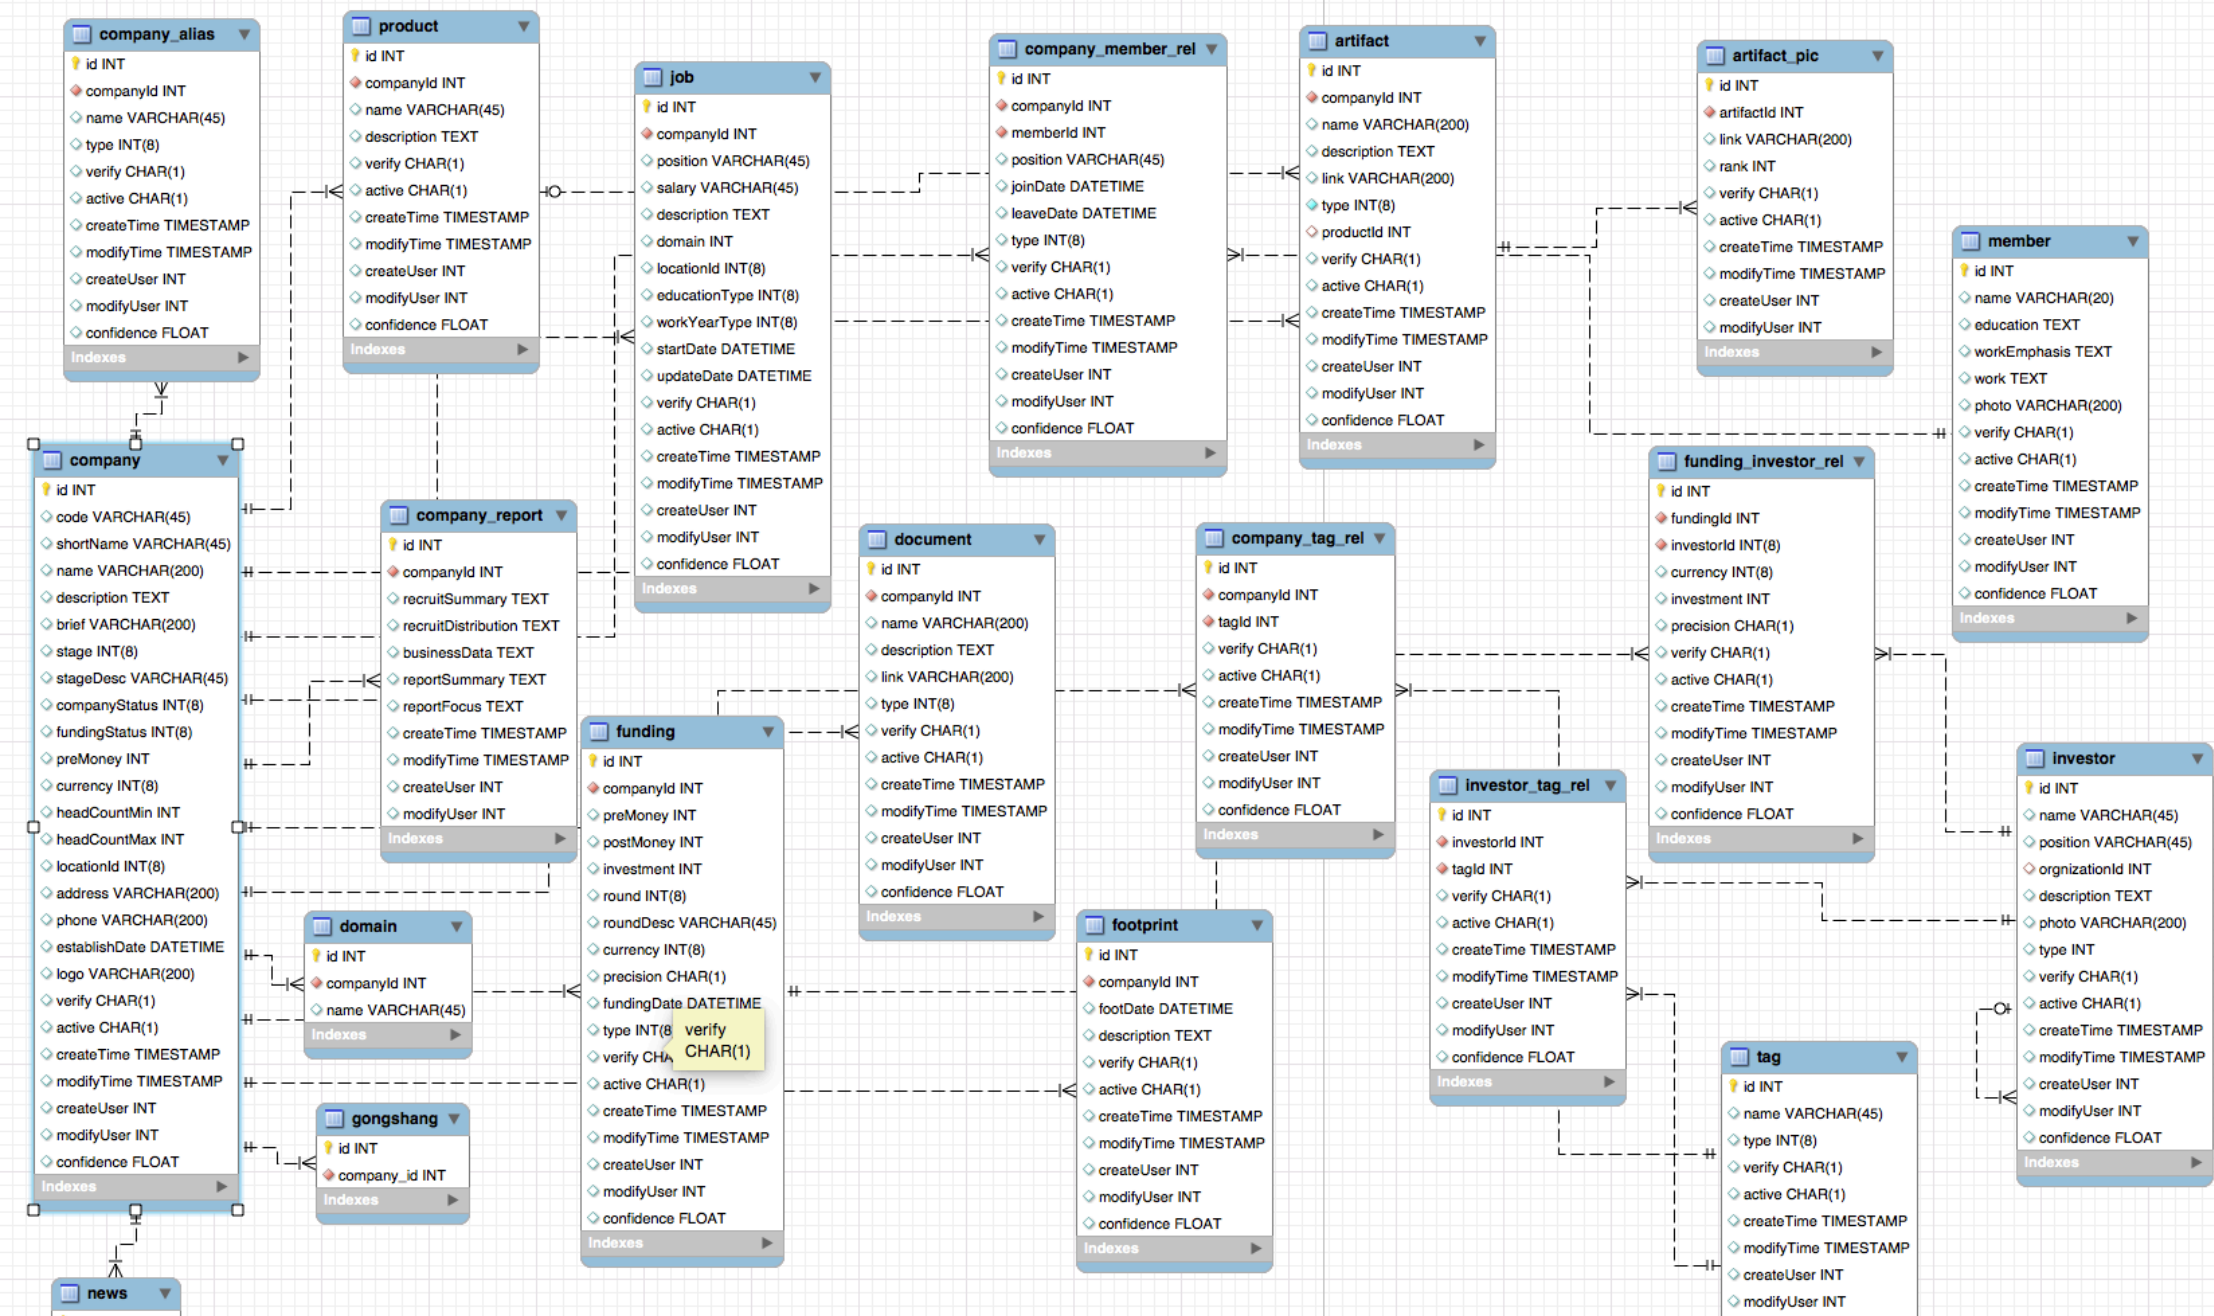 company_alias
id INT
companyId INT
name VARCHAR(45)
type INT(8)
verify CHAR(1)
active CHAR(1)
createTime TIMESTAMP
modifyTime TIMESTAMP
createUser INT
modifyUser INT
confidence FLOAT
Indexes
product
id INT
companyId INT
name VARCHAR(45)
description TEXT
verify CHAR(1)
active CHAR(1)
createTime TIMESTAMP
modifyTime TIMESTAMP
createUser INT
modifyUser INT
confidence FLOAT
Indexes
job
id INT
companyId INT
position VARCHAR(45)
salary VARCHAR(45)
description TEXT
domain INT
locationId INT(8)
educationType INT(8)
workYearType INT(8)
startDate DATETIME
updateDate DATETIME
verify CHAR(1)
active CHAR(1)
createTime TIMESTAMP
modifyTime TIMESTAMP
createUser INT
modifyUser INT
confidence FLOAT
Indexes
company_member_rel
id INT
companyId INT
memberId INT
position VARCHAR(45)
joinDate DATETIME
leaveDate DATETIME
type INT(8)
verify CHAR(1)
active CHAR(1)
createTime TIMESTAMP
modifyTime TIMESTAMP
createUser INT
modifyUser INT
confidence FLOAT
Indexes
artifact
id INT
companyId INT
name VARCHAR(200)
description TEXT
link VARCHAR(200)
type INT(8)
productId INT
verify CHAR(1)
active CHAR(1)
createTime TIMESTAMP
modifyTime TIMESTAMP
createUser INT
modifyUser INT
confidence FLOAT
Indexes
artifact_pic
id INT
artifactId INT
link VARCHAR(200)
rank INT
verify CHAR(1)
active CHAR(1)
createTime TIMESTAMP
modifyTime TIMESTAMP
createUser INT
modifyUser INT
Indexes
member
id INT
name VARCHAR(20)
education TEXT
workEmphasis TEXT
work TEXT
photo VARCHAR(200)
verify CHAR(1)
active CHAR(1)
createTime TIMESTAMP
modifyTime TIMESTAMP
createUser INT
modifyUser INT
confidence FLOAT
Indexes
company
id INT
code VARCHAR(45)
shortName VARCHAR(45)
name VARCHAR(200)
description TEXT
brief VARCHAR(200)
stage INT(8)
stageDesc VARCHAR(45)
companyStatus INT(8)
fundingStatus INT(8)
preMoney INT
currency INT(8)
headCountMin INT
headCountMax INT
locationId INT(8)
address VARCHAR(200)
phone VARCHAR(200)
establishDate DATETIME
logo VARCHAR(200)
verify CHAR(1)
active CHAR(1)
createTime TIMESTAMP
modifyTime TIMESTAMP
createUser INT
modifyUser INT
confidence FLOAT
Indexes
company_report
id INT
companyId INT
recruitSummary TEXT
recruitDistribution TEXT
businessData TEXT
reportSummary TEXT
reportFocus TEXT
createTime TIMESTAMP
modifyTime TIMESTAMP
createUser INT
modifyUser INT
Indexes
funding
id INT
companyId INT
preMoney INT
postMoney INT
investment INT
round INT(8)
roundDesc VARCHAR(45)
currency INT(8)
precision CHAR(1)
fundingDate DATETIME
type INT(8
verify CHA
verify
CHAR(1)
active CHAR(1)
createTime TIMESTAMP
modifyTime TIMESTAMP
createUser INT
modifyUser INT
confidence FLOAT
Indexes
document
id INT
companyId INT
name VARCHAR(200)
description TEXT
link VARCHAR(200)
type INT(8)
verify CHAR(1)
active CHAR(1)
createTime TIMESTAMP
modifyTime TIMESTAMP
createUser INT
modifyUser INT
confidence FLOAT
Indexes
company_tag_rel
id INT
companyId INT
tagId INT
verify CHAR(1)
active CHAR(1)
createTime TIMESTAMP
modifyTime TIMESTAMP
createUser INT
modifyUser INT
confidence FLOAT
Indexes
funding_investor_rel
id INT
fundingId INT
investorId INT(8)
currency INT(8)
investment INT
precision CHAR(1)
verify CHAR(1)
active CHAR(1)
createTime TIMESTAMP
modifyTime TIMESTAMP
createUser INT
modifyUser INT
confidence FLOAT
Indexes
investor_tag_rel
id INT
investorId INT
tagId INT
verify CHAR(1)
active CHAR(1)
createTime TIMESTAMP
modifyTime TIMESTAMP
createUser INT
modifyUser INT
confidence FLOAT
Indexes
investor
id INT
name VARCHAR(45)
position VARCHAR(45)
orgnizationId INT
description TEXT
photo VARCHAR(200)
type INT
verify CHAR(1)
active CHAR(1)
createTime TIMESTAMP
modifyTime TIMESTAMP
createUser INT
modifyUser INT
confidence FLOAT
Indexes
domain
id INT
companyId INT
name VARCHAR(45)
Indexes
footprint
id INT
companyId INT
footDate DATETIME
description TEXT
verify CHAR(1)
active CHAR(1)
createTime TIMESTAMP
modifyTime TIMESTAMP
createUser INT
modifyUser INT
confidence FLOAT
Indexes
gongshang
id INT
company_id INT
Indexes
tag
id INT
name VARCHAR(45)
type INT(8)
verify CHAR(1)
active CHAR(1)
createTime TIMESTAMP
modifyTime TIMESTAMP
createUser INT
modifyUser INT
news